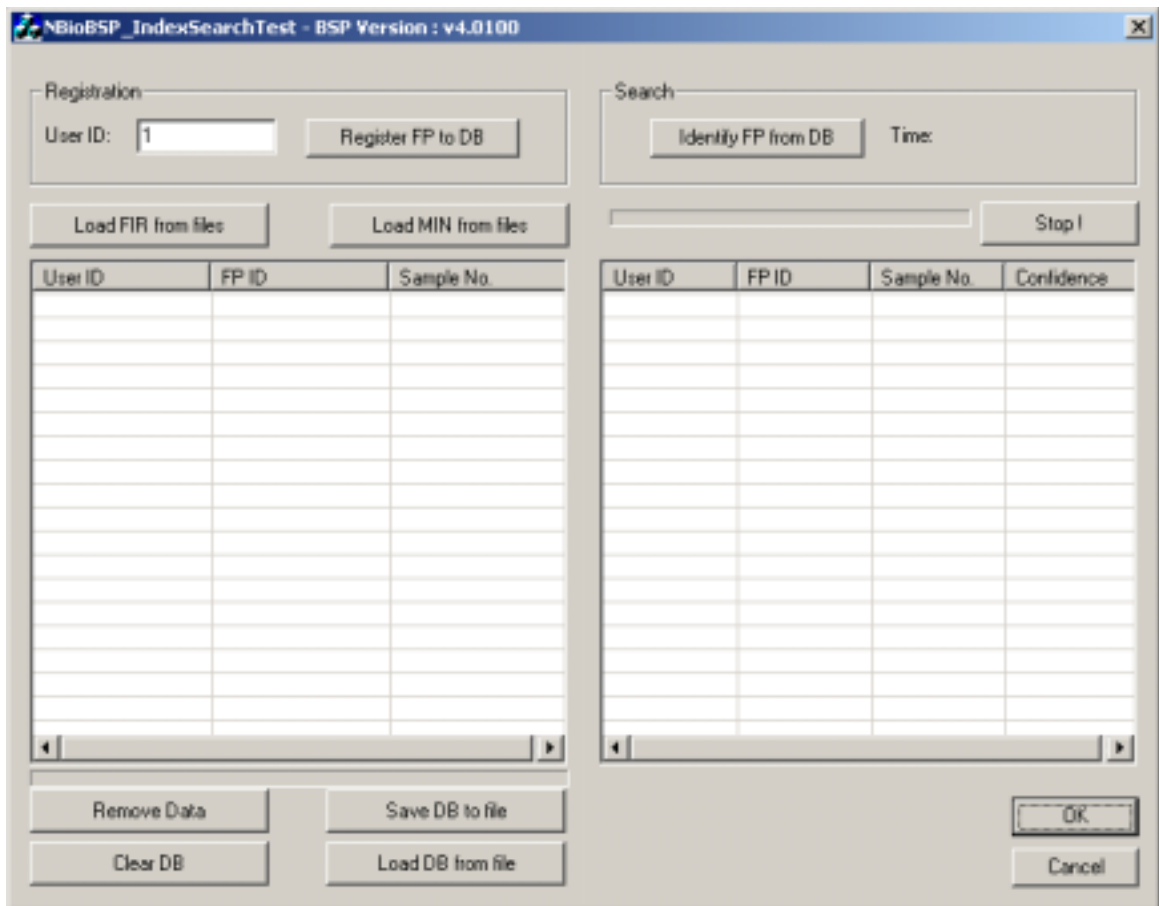 NBioBSP_IndexSearchTest - BSP Version : v4.0100
Registration
User ID: 1 Register FP to DB
Load FIR from files Load MIN from files
User ID FP ID Sample No.
Remove Data Save DB to file
Clear DB Load DB from file
Search
Identify FP from DB Time:
Stop !
User ID FP ID Sample No. Confidence
OK
Cancel